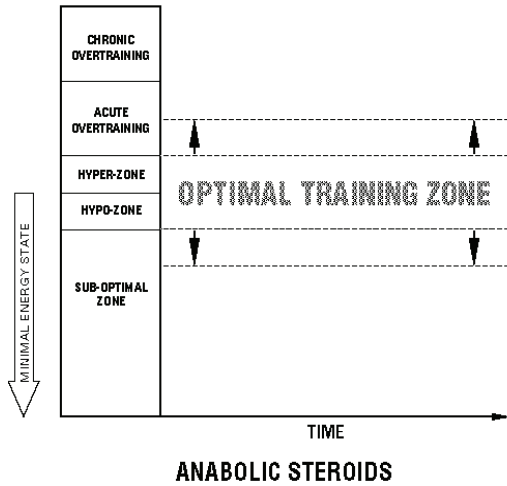 CHRONIC
OVERTRAINING
ACUTE
OVERTRAINING
HYPER-ZONE
OPTIMAL TRAINING ZONE
HYPO-ZONE
MINIMAL ENERGY STATE
SUB-OPTIMAL
ZONE
TIME
ANABOLIC STEROIDS